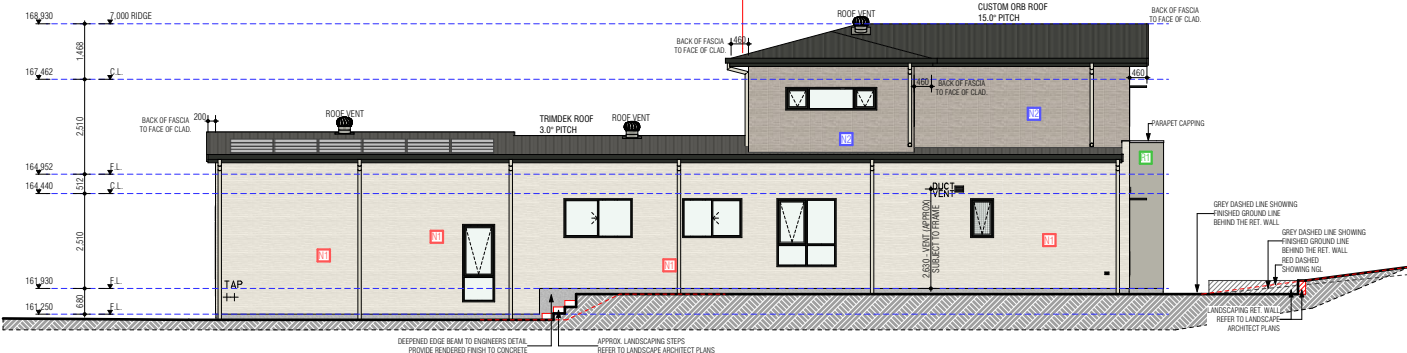 168,930
7,000 RIDGE
1,468
167,462
C.L.
2,510
164,952
F.L.
512
164,440
C.L.
2,510
161,930
F.L.
680
161,250
F.L.
BACK OF FASCIA
TO FACE OF CLAD.
200
ROOF VENT
TRIMDEK ROOF
3.0° PITCH
ROOF VENT
BACK OF FASCIA
TO FACE OF CLAD.
460
ROOF VENT
CUSTOM ORB ROOF
15.0° PITCH
BACK OF FASCIA
TO FACE OF CLAD.
460
460
BACK OF FASCIA
TO FACE OF CLAD.
N2
N2
PARAPET CAPPING
N1
N1
N1
N1
TAP
DUCT
VENT
2,630 - VENT (APPROX)
SUBJECT TO FRAME
GREY DASHED LINE SHOWING
FINISHED GROUND LINE
BEHIND THE RET. WALL
GREY DASHED LINE SHOWING
FINISHED GROUND LINE
BEHIND THE RET. WALL
RED DASHED
SHOWING NGL
LANDSCAPING RET. WALL
REFER TO LANDSCAPE
ARCHITECT PLANS
DEEPENED EDGE BEAM TO ENGINEERS DETAIL
PROVIDE RENDERED FINISH TO CONCRETE
APPROX. LANDSCAPING STEPS
REFER TO LANDSCAPE ARCHITECT PLANS